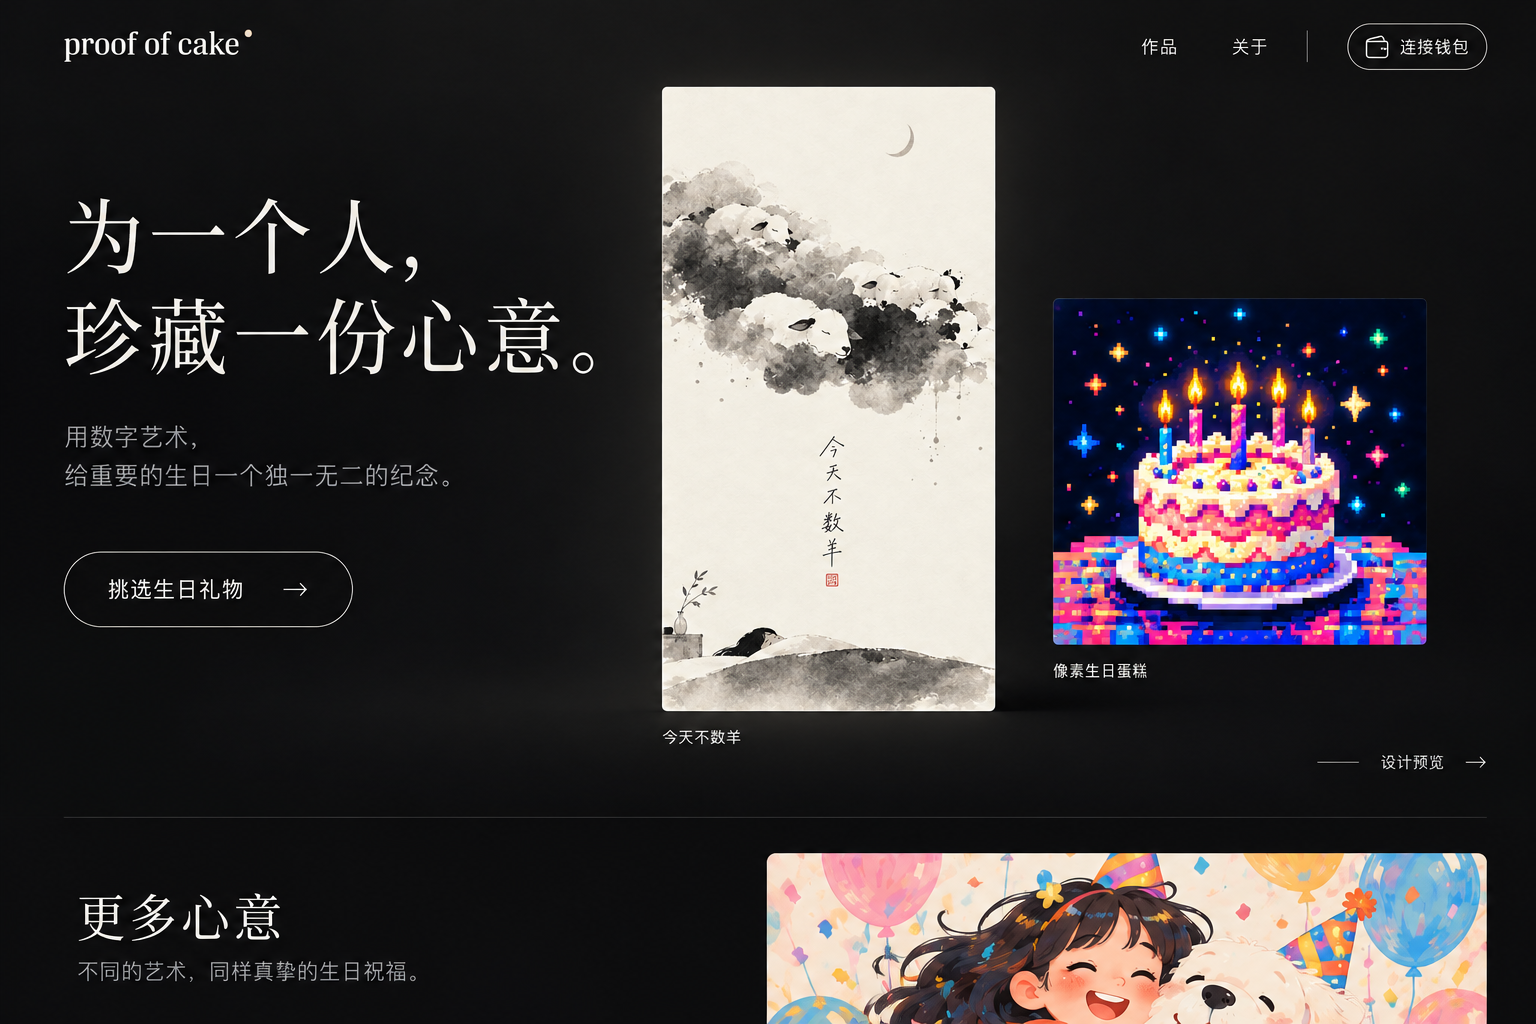 proof of cake
作品
关于
连接钱包
为一个人，
珍藏一份心意。
用数字艺术，
给重要的生日一个独一无二的纪念。
挑选生日礼物
今天不数羊
今天不数羊
像素生日蛋糕
设计预览
更多心意
不同的艺术，同样真挚的生日祝福。